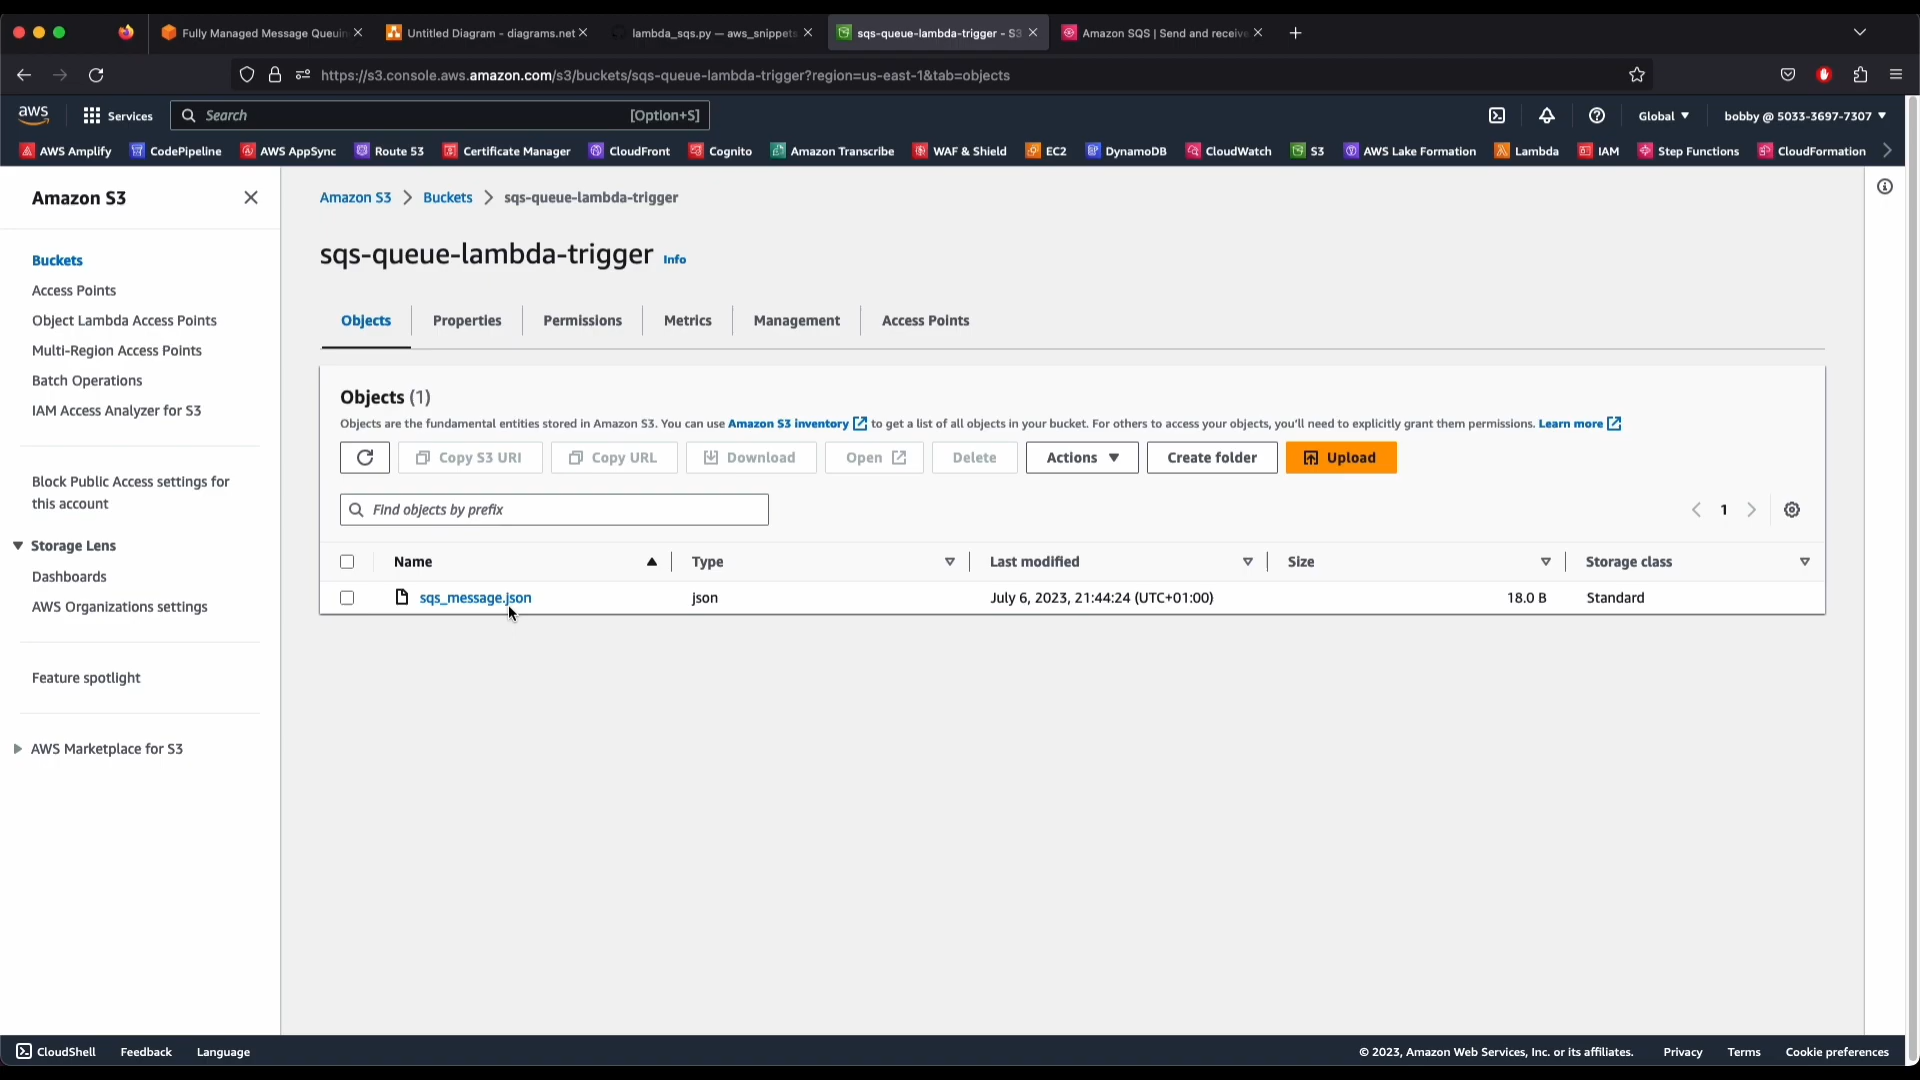 Fully Managed Message Queuin
Untitled Diagram - diagrams.net
lambda_sqs.py — aws_snippets
sqs-queue-lambda-trigger - S3
Amazon SQS | Send and receive
https://s3.console.aws.amazon.com/s3/buckets/sqs-queue-lambda-trigger?region=us-east-1&tab=objects
aws
Services
Search
[Option+S]
Global
bobby @ 5033-3697-7307
AWS Amplify
CodePipeline
AWS AppSync
Route 53
Certificate Manager
CloudFront
Cognito
Amazon Transcribe
WAF & Shield
EC2
DynamoDB
CloudWatch
S3
AWS Lake Formation
Lambda
IAM
Step Functions
CloudFormation
Amazon S3
Buckets
Access Points
Object Lambda Access Points
Multi-Region Access Points
Batch Operations
IAM Access Analyzer for S3
Block Public Access settings for
this account
Storage Lens
Dashboards
AWS Organizations settings
Feature spotlight
AWS Marketplace for S3
Amazon S3
Buckets
sqs-queue-lambda-trigger
sqs-queue-lambda-trigger Info
Objects
Properties
Permissions
Metrics
Management
Access Points
Objects (1)
Objects are the fundamental entities stored in Amazon S3. You can use Amazon S3 inventory to get a list of all objects in your bucket. For others to access your objects, you'll need to explicitly grant them permissions. Learn more
Copy S3 URI
Copy URL
Download
Open
Delete
Actions
Create folder
Upload
Find objects by prefix
1
Name
Type
Last modified
Size
Storage class
sqs_message.json
json
July 6, 2023, 21:44:24 (UTC+01:00)
18.0 B
Standard
CloudShell
Feedback
Language
© 2023, Amazon Web Services, Inc. or its affiliates.
Privacy
Terms
Cookie preferences